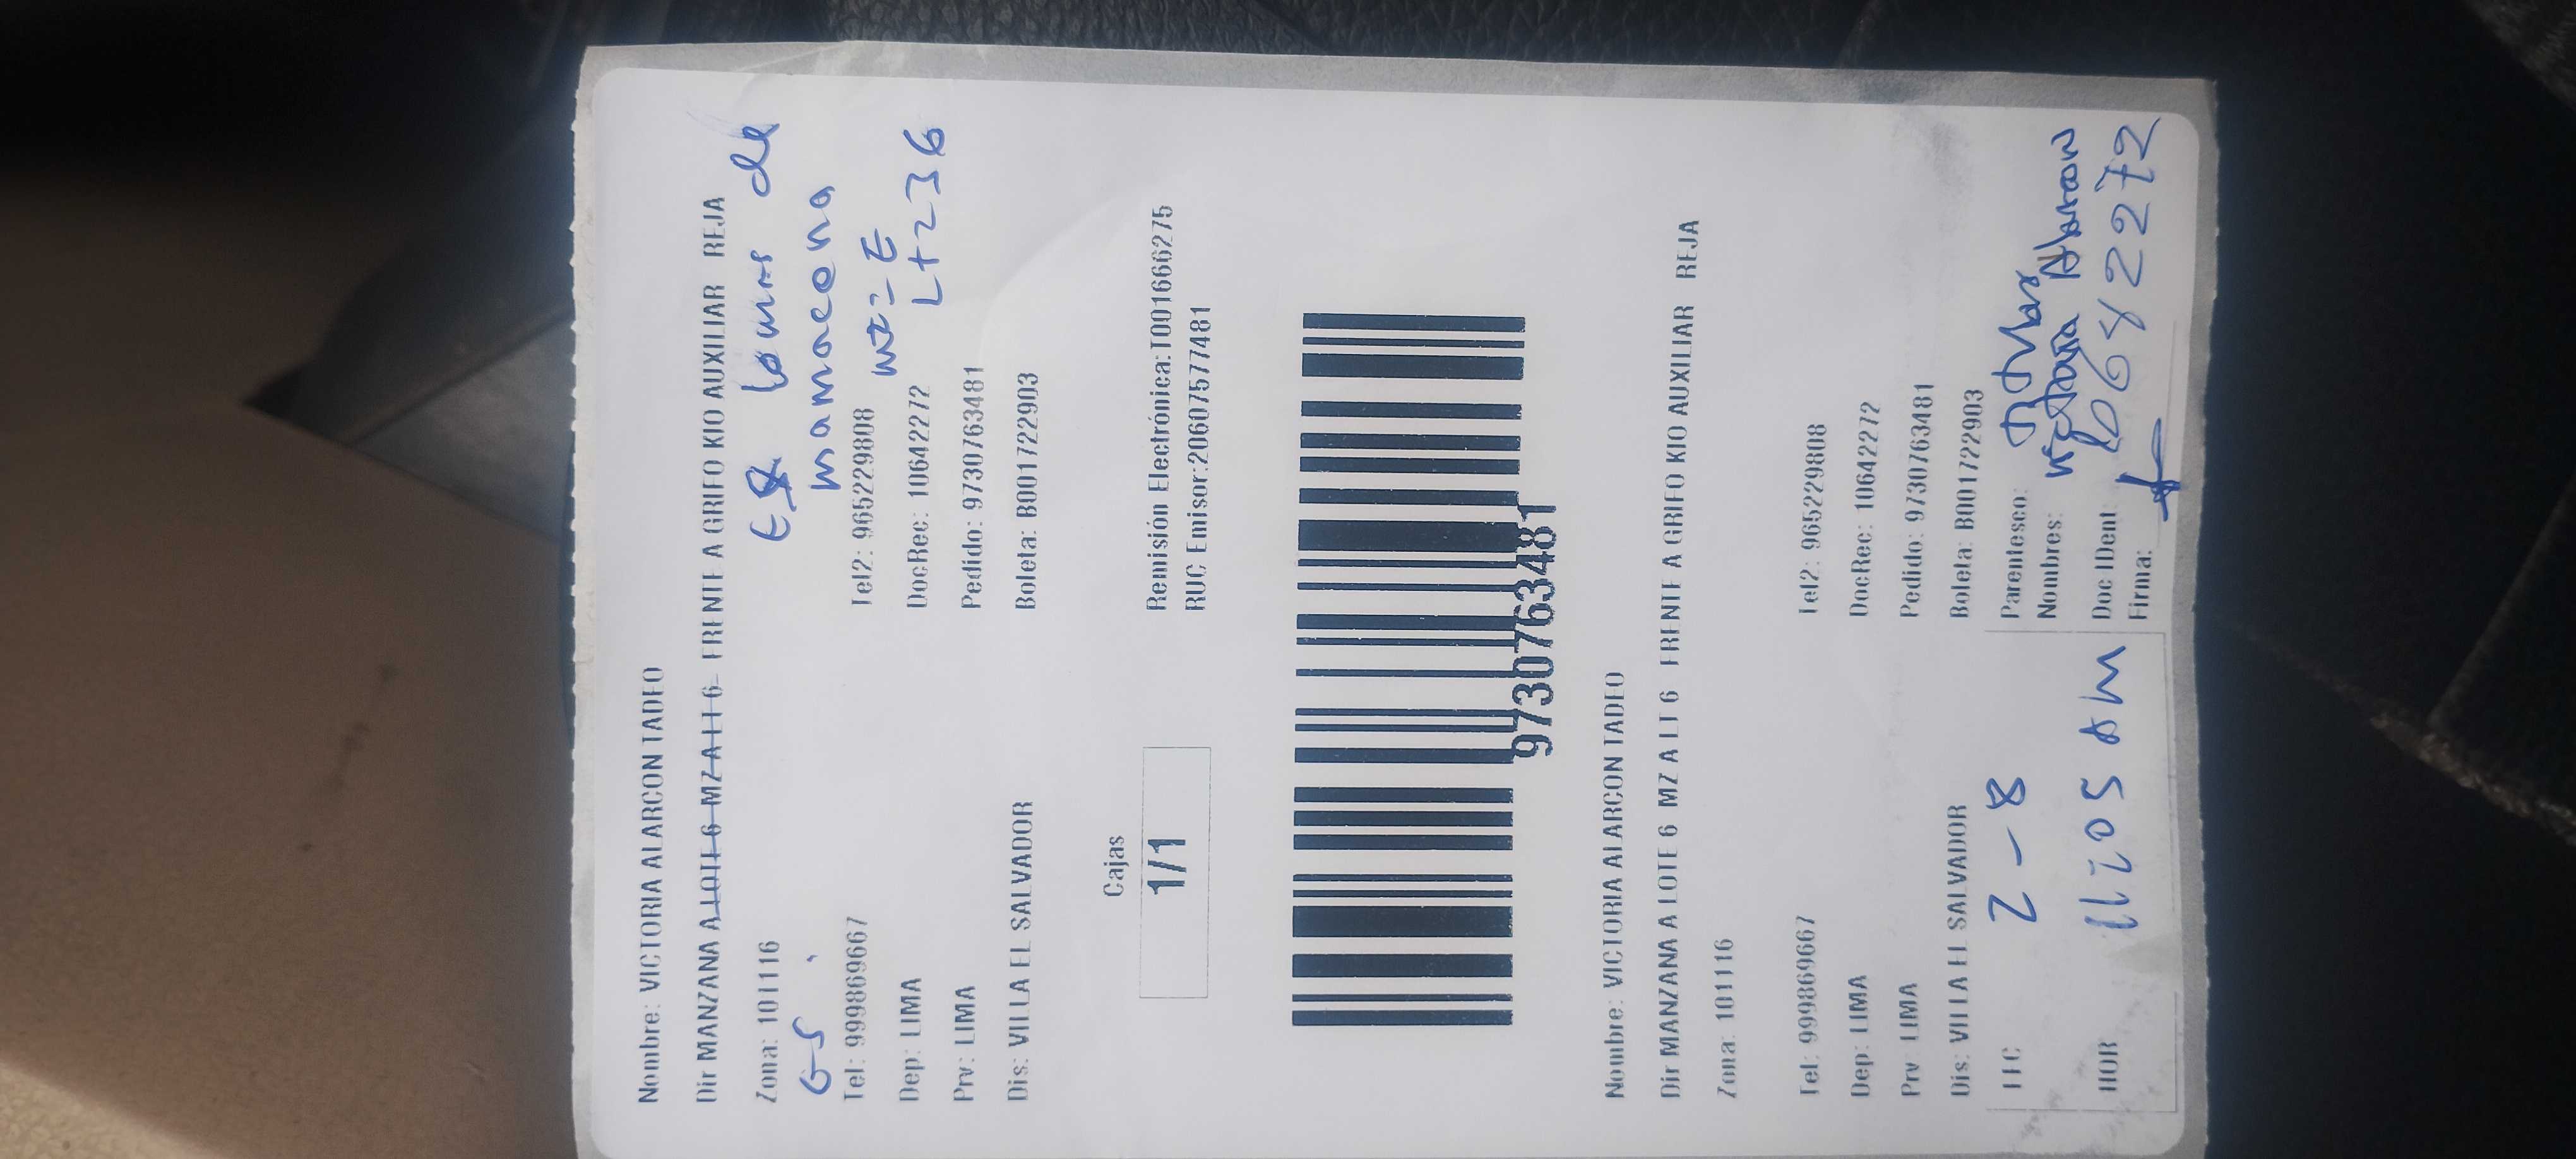 Nombre: VICTORIA ALARCON TADEO
Dir MANZANA A LOTE 6 MZ A LT 6 FRENTE A GRIFO KIO AUXILIAR REJA
Zona: 101116
lomas de
mamacona
Tel: 999869667 Tel2: 965229808
mz = E
Dep: LIMA DocRec: 10642272
LT 236
Prv: LIMA Pedido: 9730763481
Dis: VILLA EL SALVADOR Boleta: B001722903
Cajas
1/1
Remisión Electrónica:T001666275
RUC Emisor:20607577481
9730763481
Nombre: VICTORIA ALARCON TADEO
Dir MANZANA A LOTE 6 MZ A LT 6 FRENTE A GRIFO KIO AUXILIAR REJA
Zona: 101116
Tel: 999869667 Tel2: 965229808
Dep: LIMA DocRec: 10642272
Prv: LIMA Pedido: 9730763481
Dis: VILLA EL SALVADOR Boleta: B001722903
FEC 2-8 Parentesco: titular
Nombres: Victoria Alarcon
HOR 11:05 AM Doc IDent: 10642272
Firma: